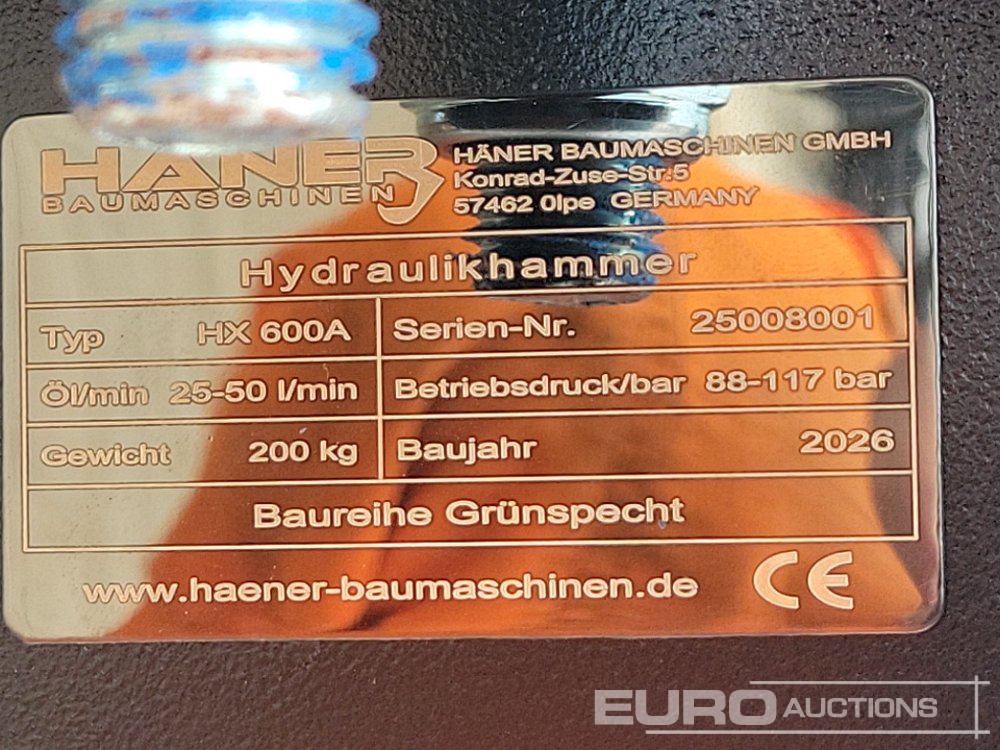 HÄNER
BAUMASCHINEN
HÄNER BAUMASCHINEN GMBH
Konrad-Zuse-Str.5
57462 Olpe GERMANY
Hydraulikhammer
Typ HX 600A Serien-Nr. 25008001
Öl/min 25-50 l/min Betriebsdruck/bar 88-117 bar
Gewicht 200 kg Baujahr 2026
Baureihe Grünspecht
www.haener-baumaschinen.de CE
EURO AUCTIONS